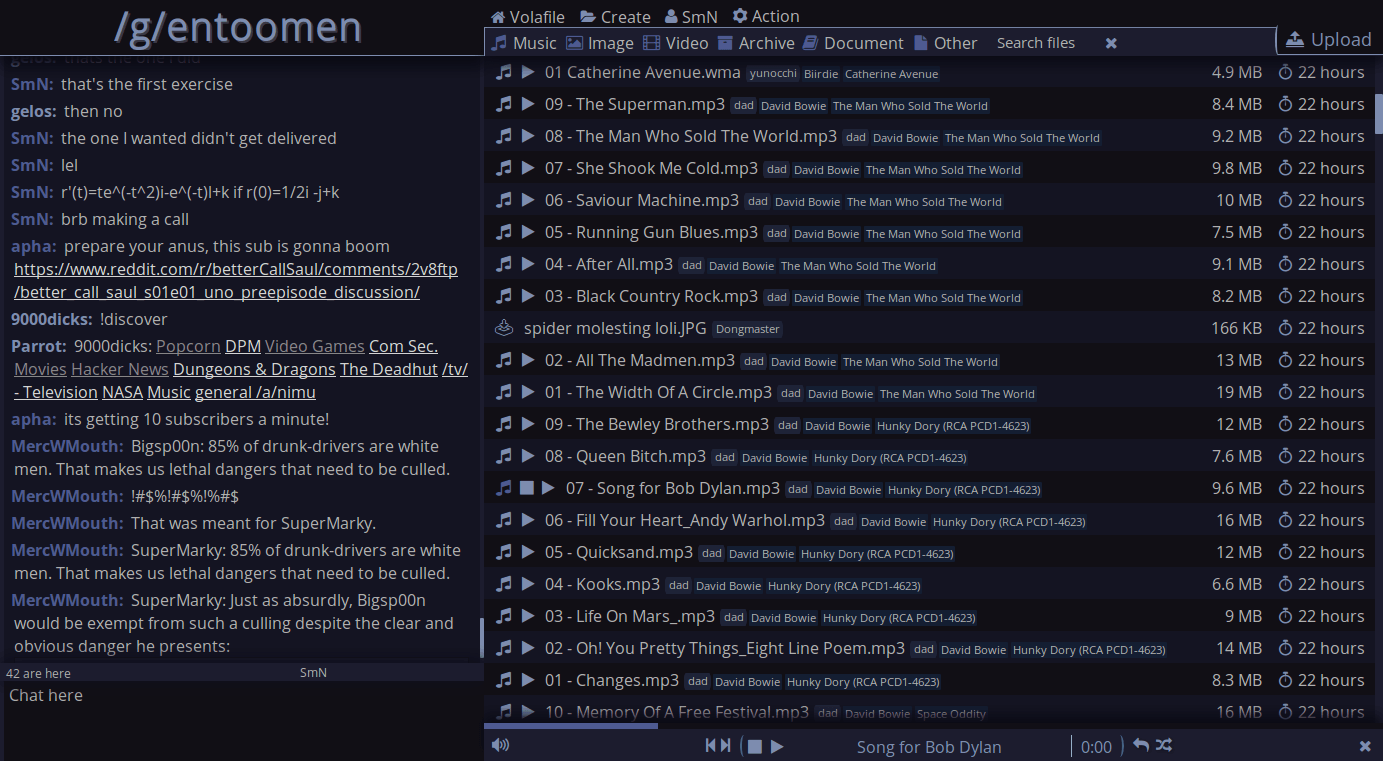 /g/entoomen
gelos: thats the one I did
SmN: that's the first exercise
gelos: then no
SmN: the one I wanted didn't get delivered
SmN: lel
SmN: r'(t)=te^(-t^2)i-e^(-t)l+k if r(0)=1/2i -j+k
SmN: brb making a call
apha: prepare your anus, this sub is gonna boom
https://www.reddit.com/r/betterCallSaul/comments/2v8ftp
/better_call_saul_s01e01_uno_preepisode_discussion/
9000dicks: !discover
Parrot: 9000dicks: Popcorn DPM Video Games Com Sec.
Movies Hacker News Dungeons & Dragons The Deadhut /tv/
- Television NASA Music general /a/nimu
apha: its getting 10 subscribers a minute!
MercWMouth: Bigsp00n: 85% of drunk-drivers are white
men. That makes us lethal dangers that need to be culled.
MercWMouth: !#$%!#$%!%#$
MercWMouth: That was meant for SuperMarky.
MercWMouth: SuperMarky: 85% of drunk-drivers are white
men. That makes us lethal dangers that need to be culled.
MercWMouth: SuperMarky: Just as absurdly, Bigsp00n
would be exempt from such a culling despite the clear and
obvious danger he presents:
42 are here SmN
Chat here
Volafile Create SmN Action
Music Image Video Archive Document Other Search files Upload
01 Catherine Avenue.wma yunocchi Biirdie Catherine Avenue 4.9 MB 22 hours
09 - The Superman.mp3 dad David Bowie The Man Who Sold The World 8.4 MB 22 hours
08 - The Man Who Sold The World.mp3 dad David Bowie The Man Who Sold The World 9.2 MB 22 hours
07 - She Shook Me Cold.mp3 dad David Bowie The Man Who Sold The World 9.8 MB 22 hours
06 - Saviour Machine.mp3 dad David Bowie The Man Who Sold The World 10 MB 22 hours
05 - Running Gun Blues.mp3 dad David Bowie The Man Who Sold The World 7.5 MB 22 hours
04 - After All.mp3 dad David Bowie The Man Who Sold The World 9.1 MB 22 hours
03 - Black Country Rock.mp3 dad David Bowie The Man Who Sold The World 8.2 MB 22 hours
spider molesting loli.JPG Dongmaster 166 KB 22 hours
02 - All The Madmen.mp3 dad David Bowie The Man Who Sold The World 13 MB 22 hours
01 - The Width Of A Circle.mp3 dad David Bowie The Man Who Sold The World 19 MB 22 hours
09 - The Bewley Brothers.mp3 dad David Bowie Hunky Dory (RCA PCD1-4623) 12 MB 22 hours
08 - Queen Bitch.mp3 dad David Bowie Hunky Dory (RCA PCD1-4623) 7.6 MB 22 hours
07 - Song for Bob Dylan.mp3 dad David Bowie Hunky Dory (RCA PCD1-4623) 9.6 MB 22 hours
06 - Fill Your Heart_Andy Warhol.mp3 dad David Bowie Hunky Dory (RCA PCD1-4623) 16 MB 22 hours
05 - Quicksand.mp3 dad David Bowie Hunky Dory (RCA PCD1-4623) 12 MB 22 hours
04 - Kooks.mp3 dad David Bowie Hunky Dory (RCA PCD1-4623) 6.6 MB 22 hours
03 - Life On Mars_.mp3 dad David Bowie Hunky Dory (RCA PCD1-4623) 9 MB 22 hours
02 - Oh! You Pretty Things_Eight Line Poem.mp3 dad David Bowie Hunky Dory (RCA PCD1-4623) 14 MB 22 hours
01 - Changes.mp3 dad David Bowie Hunky Dory (RCA PCD1-4623) 8.3 MB 22 hours
10 - Memory Of A Free Festival.mp3 dad David Bowie Space Oddity 16 MB 22 hours
Song for Bob Dylan 0:00